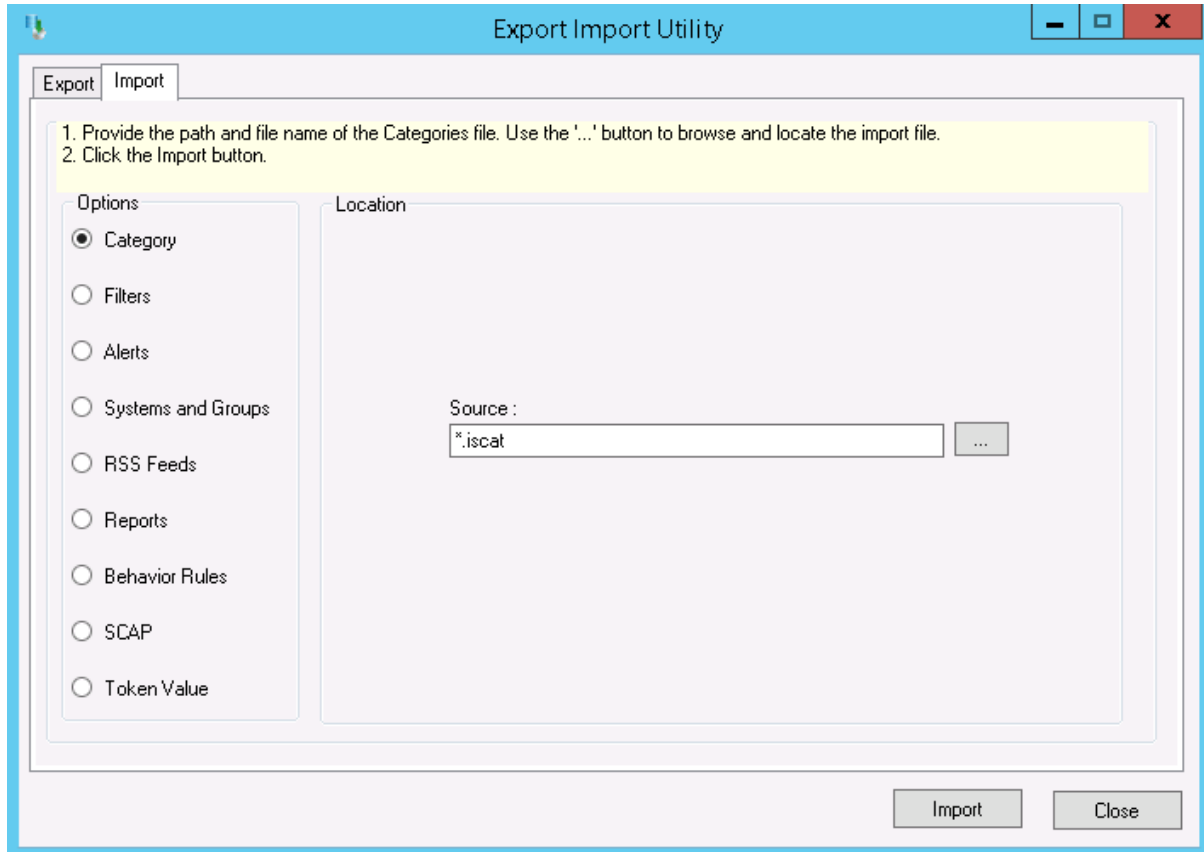 Export Import Utility
Export
Import
1. Provide the path and file name of the Categories file. Use the '...' button to browse and locate the import file.
2. Click the Import button.
Options
Location
Category
Filters
Alerts
Systems and Groups
Source :
*.iscat
...
RSS Feeds
Reports
Behavior Rules
SCAP
Token Value
Import
Close